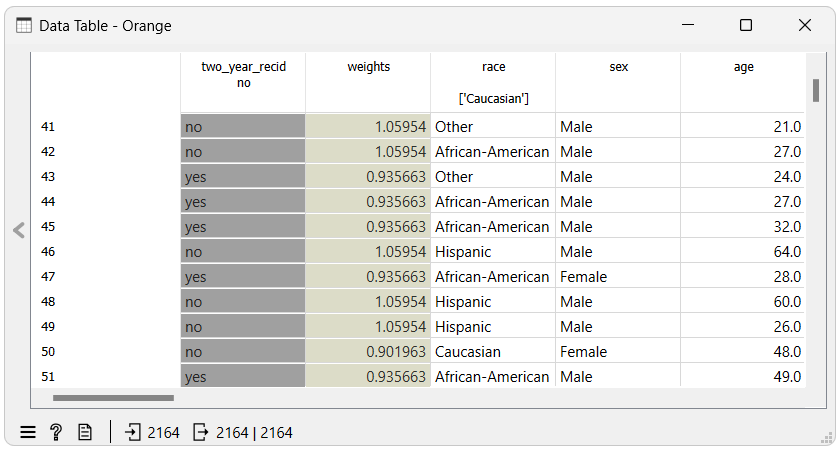 Data Table - Orange
two_year_recid weights race sex age
no ['Caucasian']
41 no 1.05954 Other Male 21.0
42 no 1.05954 African-American Male 27.0
43 yes 0.935663 Other Male 24.0
44 yes 0.935663 African-American Male 27.0
45 yes 0.935663 African-American Male 32.0
46 no 1.05954 Hispanic Male 64.0
47 yes 0.935663 African-American Female 28.0
48 no 1.05954 Hispanic Male 60.0
49 no 1.05954 Hispanic Male 26.0
50 no 0.901963 Caucasian Female 48.0
51 yes 0.935663 African-American Male 49.0
? 2164 2164 | 2164